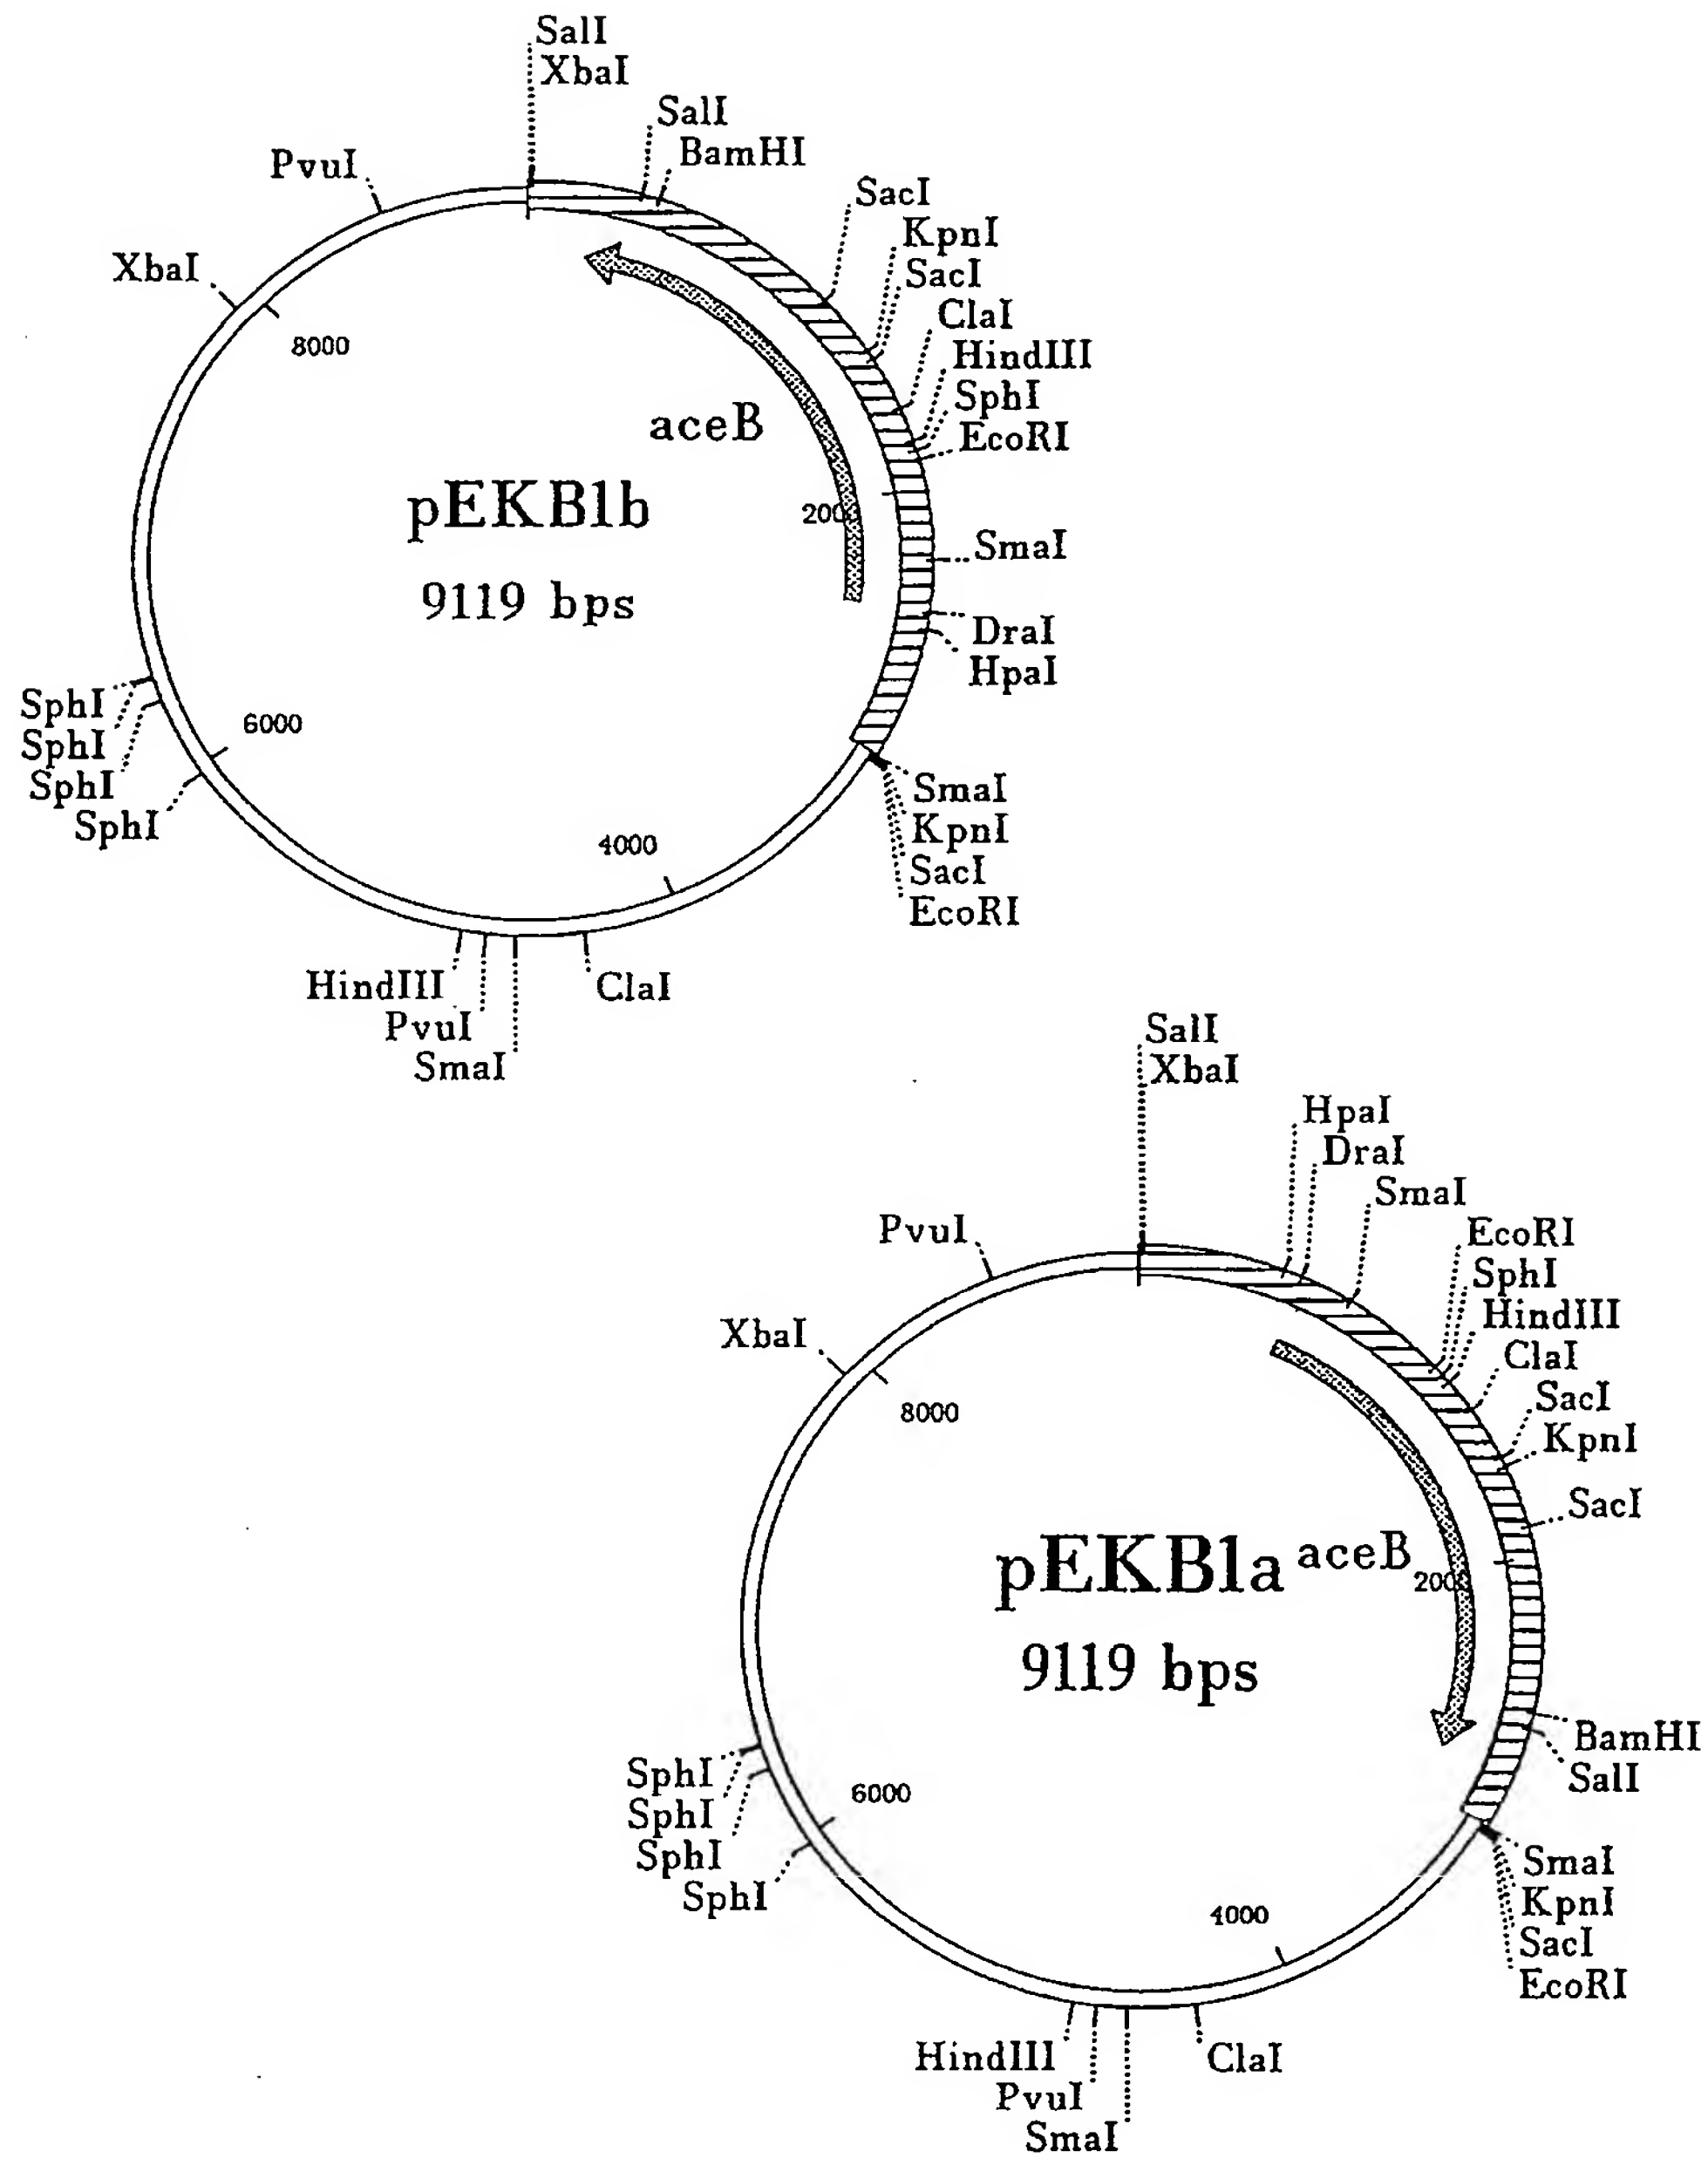 SalI
XbaI
SalI
BamHI
PvuI
SacI
KpnI
XbaI
SacI
ClaI
8000
HindIII
SphI
aceB
EcoRI
pEKB1b
2000
SmaI
9119 bps
DraI
HpaI
SphI
6000
SphI
SphI
SmaI
SphI
KpnI
4000
SacI
EcoRI
HindIII
ClaI
PvuI
SmaI
SalI
XbaI
HpaI
DraI
SmaI
PvuI
EcoRI
SphI
HindIII
XbaI
ClaI
SacI
8000
KpnI
SacI
pEKB1a
aceB
2000
9119 bps
BamHI
SphI
SalI
6000
SphI
SphI
SmaI
SphI
KpnI
4000
SacI
EcoRI
HindIII
ClaI
PvuI
SmaI